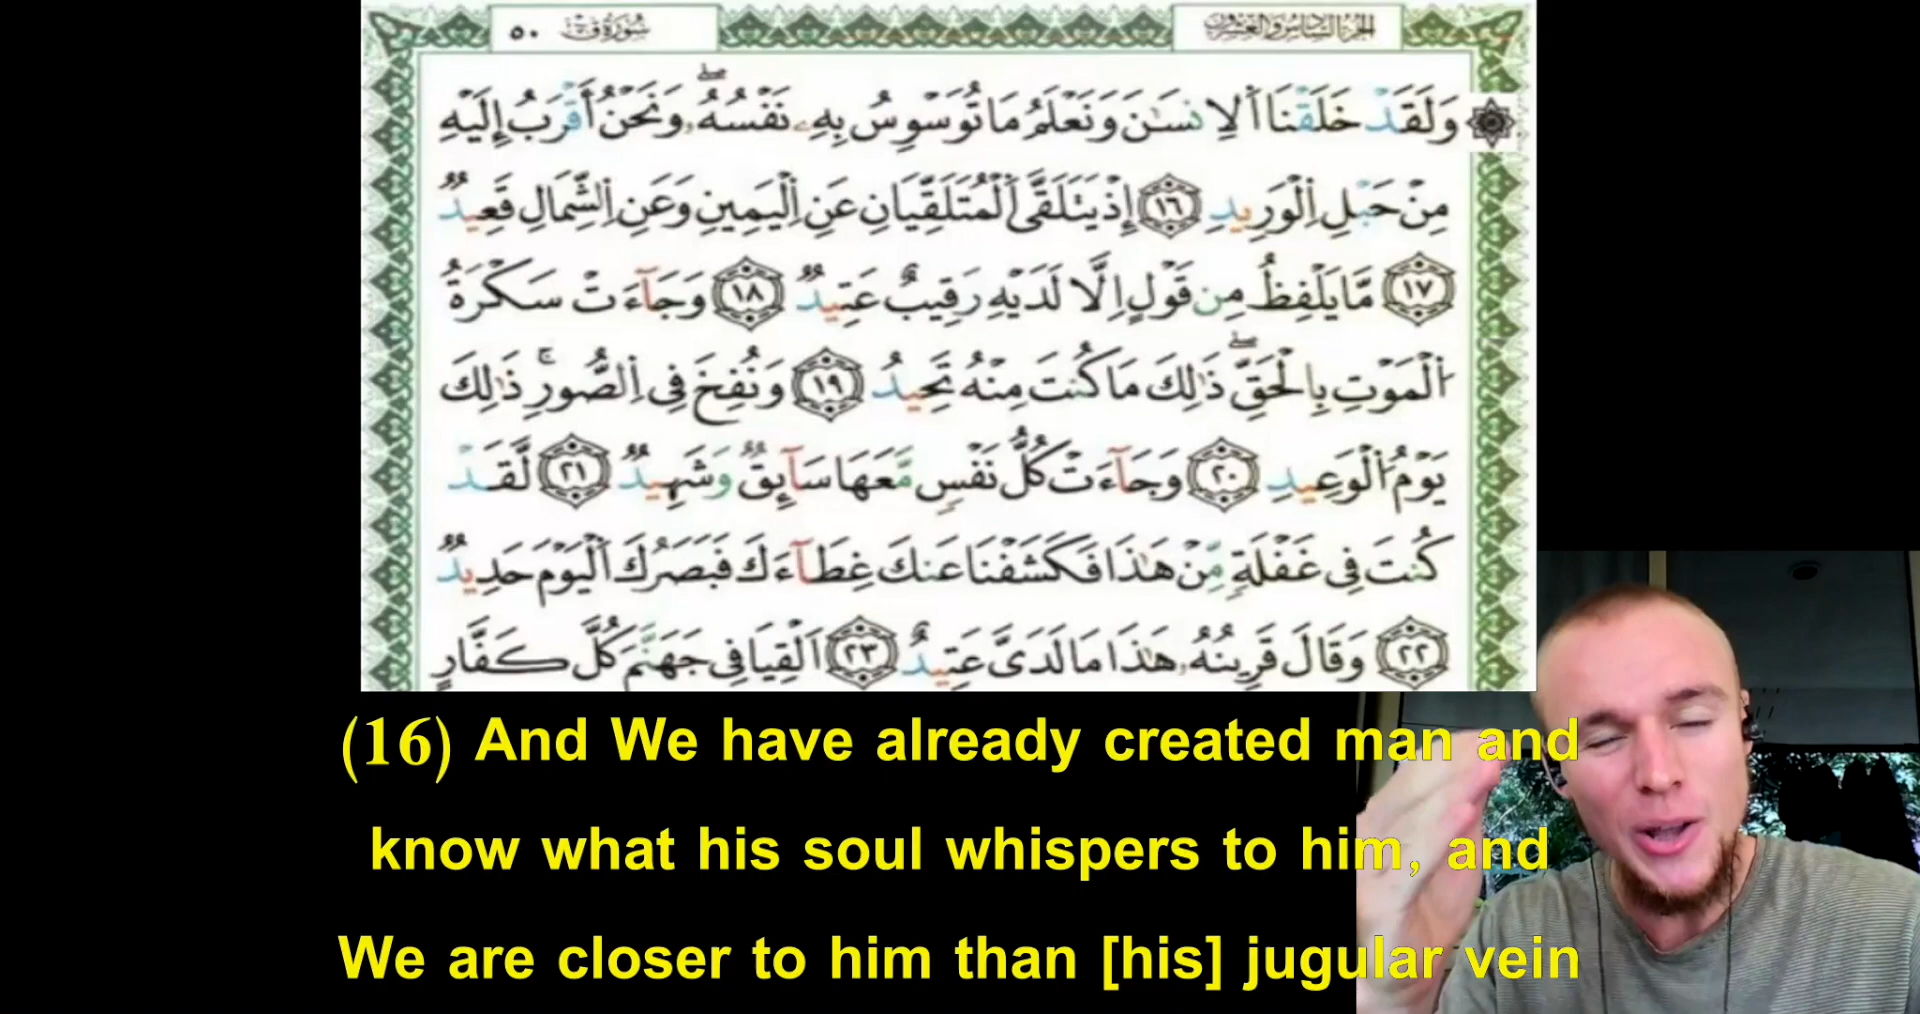 سُورَةُ ق ٥٠
الجزء السادس والعشرون
وَلَقَدْ خَلَقْنَا ٱلْإِنسَـٰنَ وَنَعْلَمُ مَا تُوَسْوِسُ بِهِۦ نَفْسُهُۥ ۖ وَنَحْنُ أَقْرَبُ إِلَيْهِ
مِنْ حَبْلِ ٱلْوَرِيدِ ١٦ إِذْ يَتَلَقَّى ٱلْمُتَلَقِّيَانِ عَنِ ٱلْيَمِينِ وَعَنِ ٱلشِّمَالِ قَعِيدٌ
١٧ مَّا يَلْفِظُ مِن قَوْلٍ إِلَّا لَدَيْهِ رَقِيبٌ عَتِيدٌ ١٨ وَجَآءَتْ سَكْرَةُ
ٱلْمَوْتِ بِٱلْحَقِّ ۖ ذَٰلِكَ مَا كُنتَ مِنْهُ تَحِيدُ ١٩ وَنُفِخَ فِى ٱلصُّورِ ۚ ذَٰلِكَ
يَوْمُ ٱلْوَعِيدِ ٢٠ وَجَآءَتْ كُلُّ نَفْسٍ مَّعَهَا سَآئِقٌ وَشَهِيدٌ ٢١ لَّقَدْ
كُنتَ فِى غَفْلَةٍ مِّنْ هَـٰذَا فَكَشَفْنَا عَنكَ غِطَآءَكَ فَبَصَرُكَ ٱلْيَوْمَ حَدِيدٌ
٢٢ وَقَالَ قَرِينُهُۥ هَـٰذَا مَا لَدَىَّ عَتِيدٌ ٢٣ أَلْقِيَا فِى جَهَنَّمَ كُلَّ كَفَّارٍ
(16) And We have already created man and
know what his soul whispers to him, and
We are closer to him than [his] jugular vein